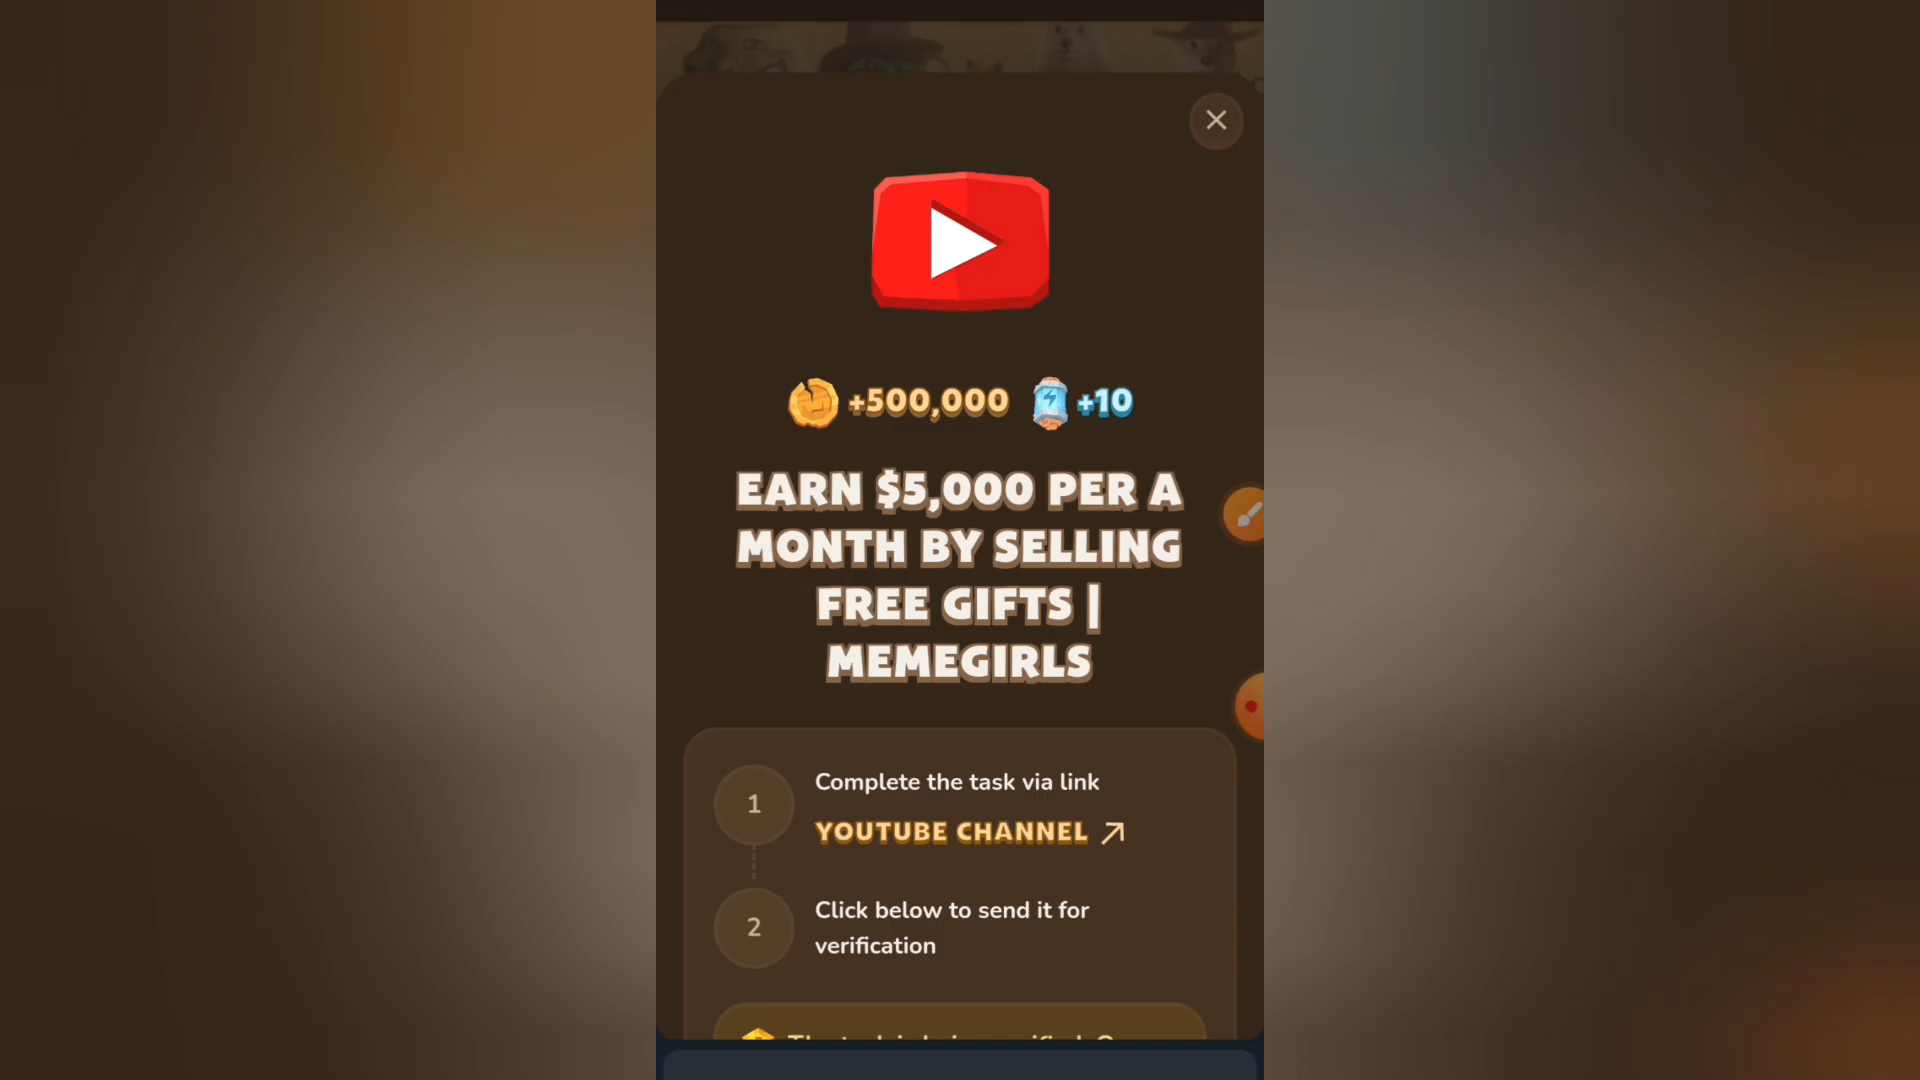 +500,000 +10
EARN $5,000 PER A
MONTH BY SELLING
FREE GIFTS |
MEMEGIRLS
1
Complete the task via link
YOUTUBE CHANNEL
2
Click below to send it for
verification